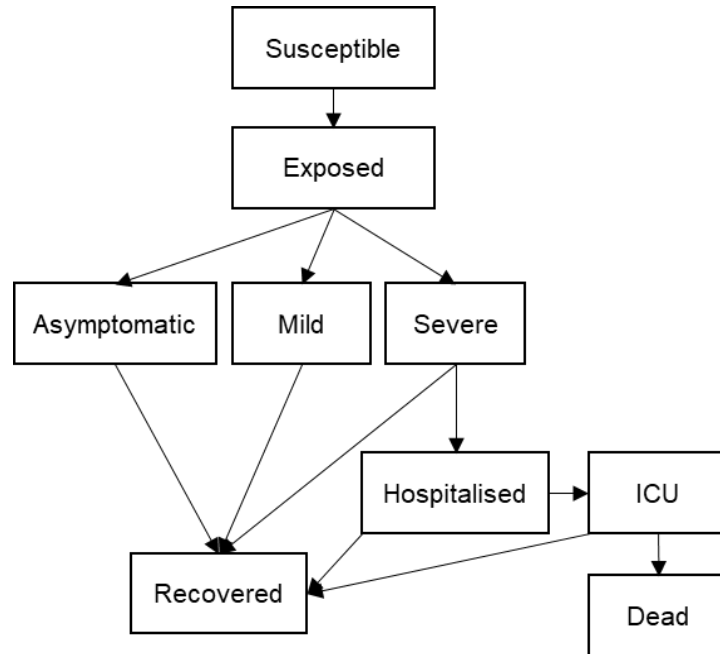 Susceptible
Exposed
Asymptomatic
Mild
Severe
Hospitalised
ICU
Recovered
Dead